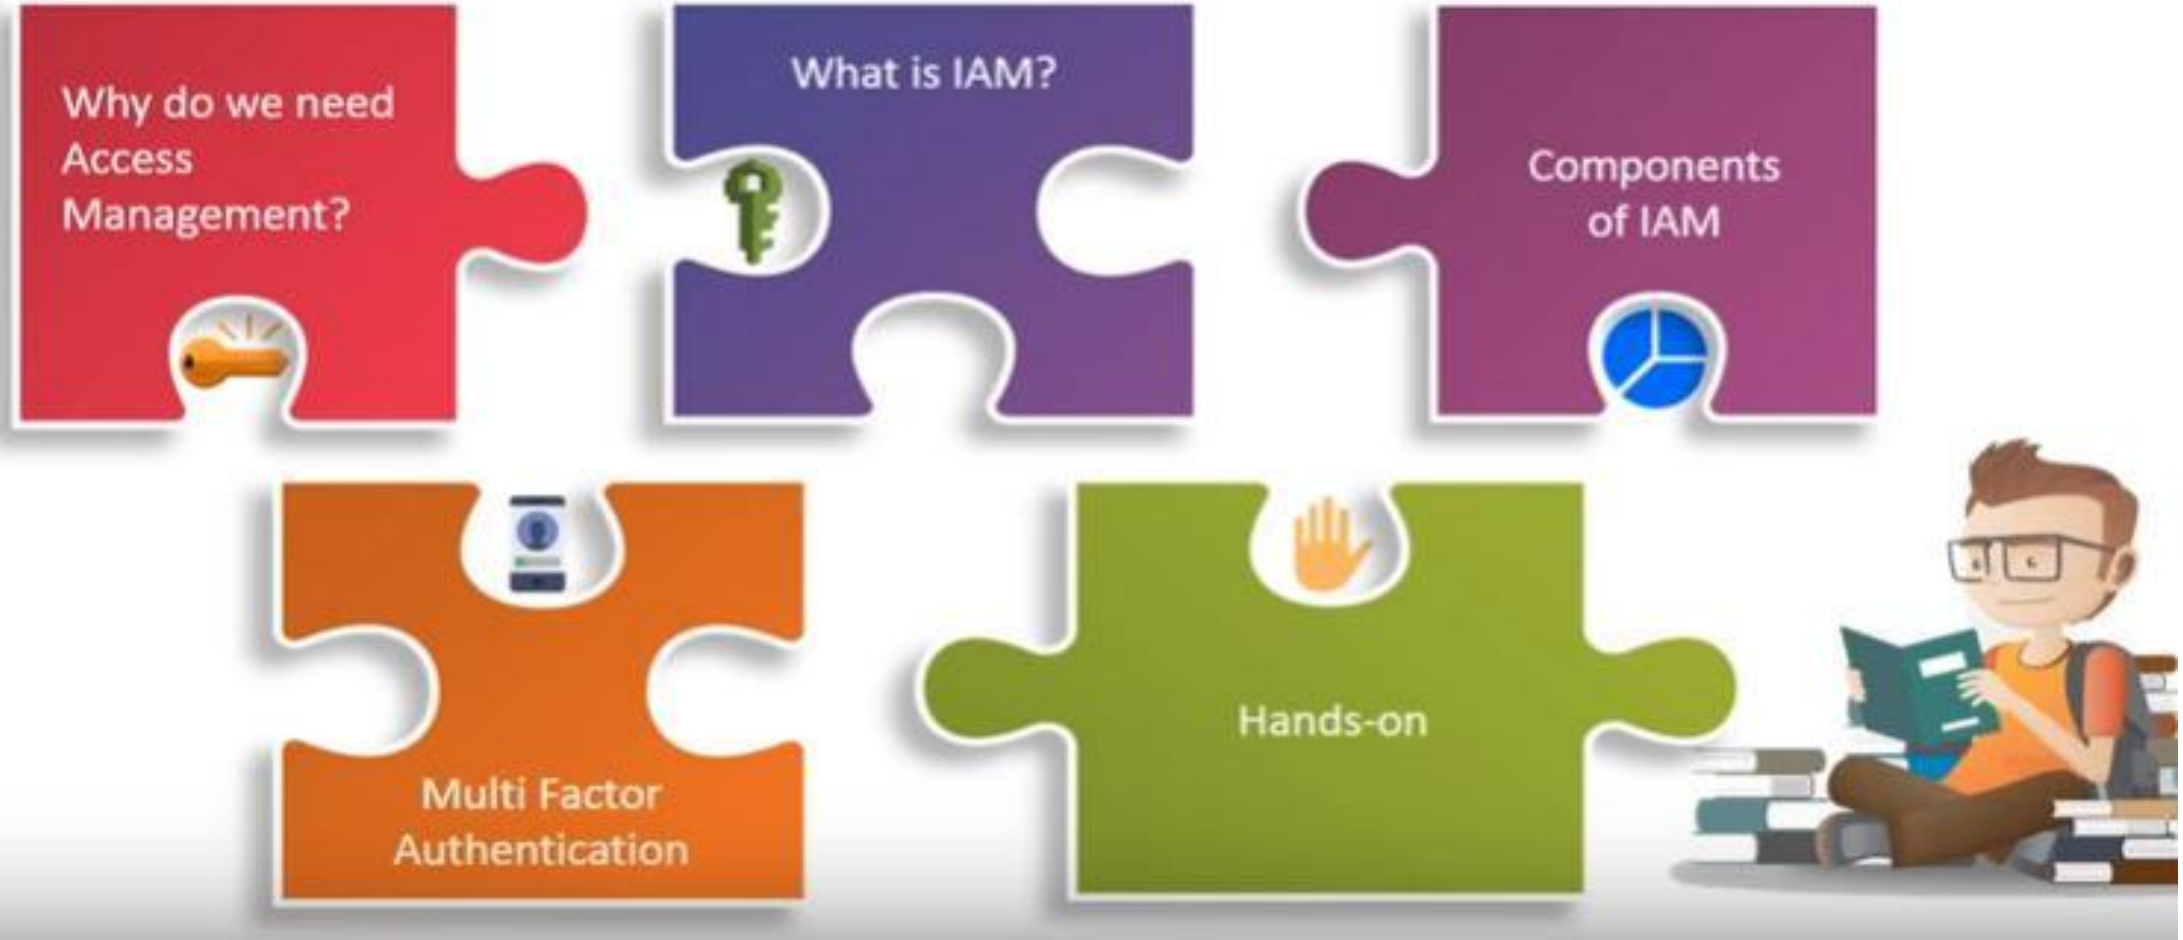 Why do we need
Access
Management?
What is IAM?
Components
of IAM
Multi Factor
Authentication
Hands-on